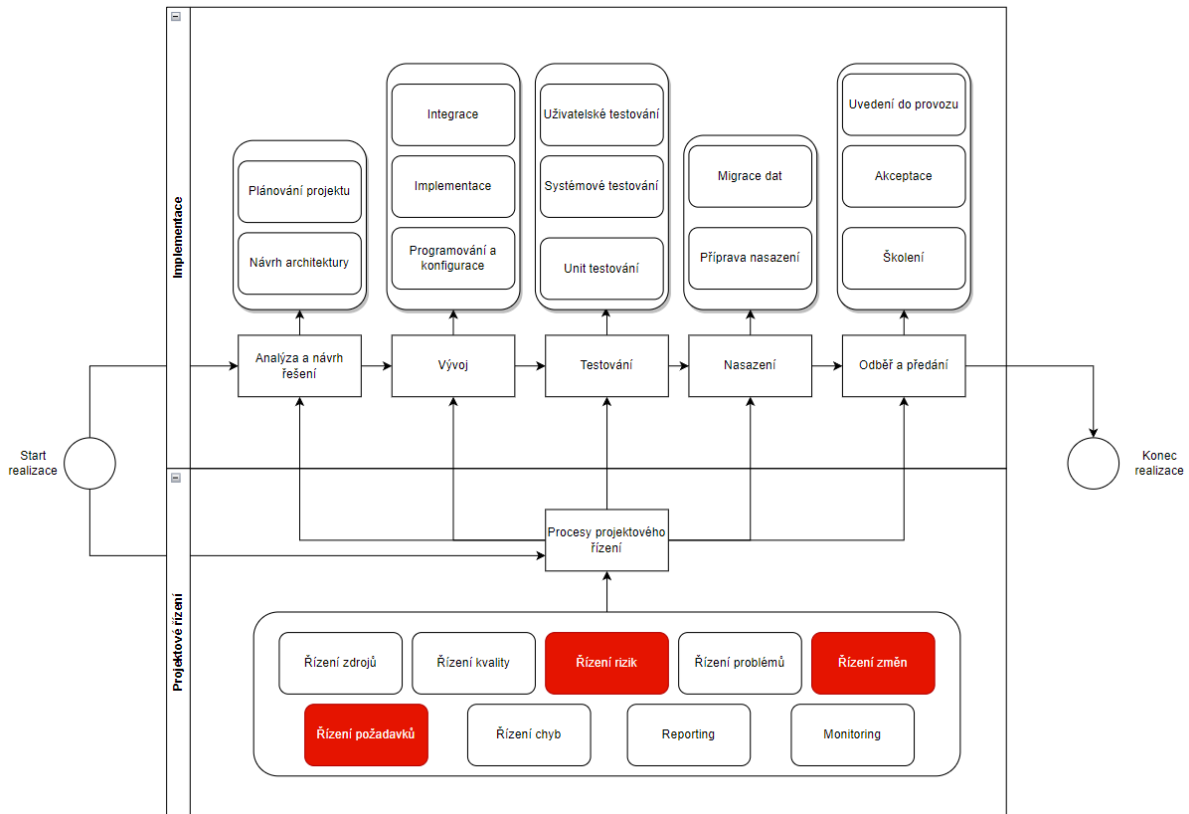 Implementace
Uživatelské testování
Uvedení do provozu
Integrace
Plánování projektu
Implementace
Systémové testování
Migrace dat
Akceptace
Návrh architektury
Programování a
konfigurace
Unit testování
Příprava nasazení
Školení
Analýza a návrh
řešení
Vývoj
Testování
Nasazení
Odběr a předání
Start
realizace
Konec
realizace
Projektové řízení
Procesy projektového
řízení
Řízení zdrojů
Řízení kvality
Řízení rizik
Řízení problémů
Řízení změn
Řízení požadavků
Řízení chyb
Reporting
Monitoring